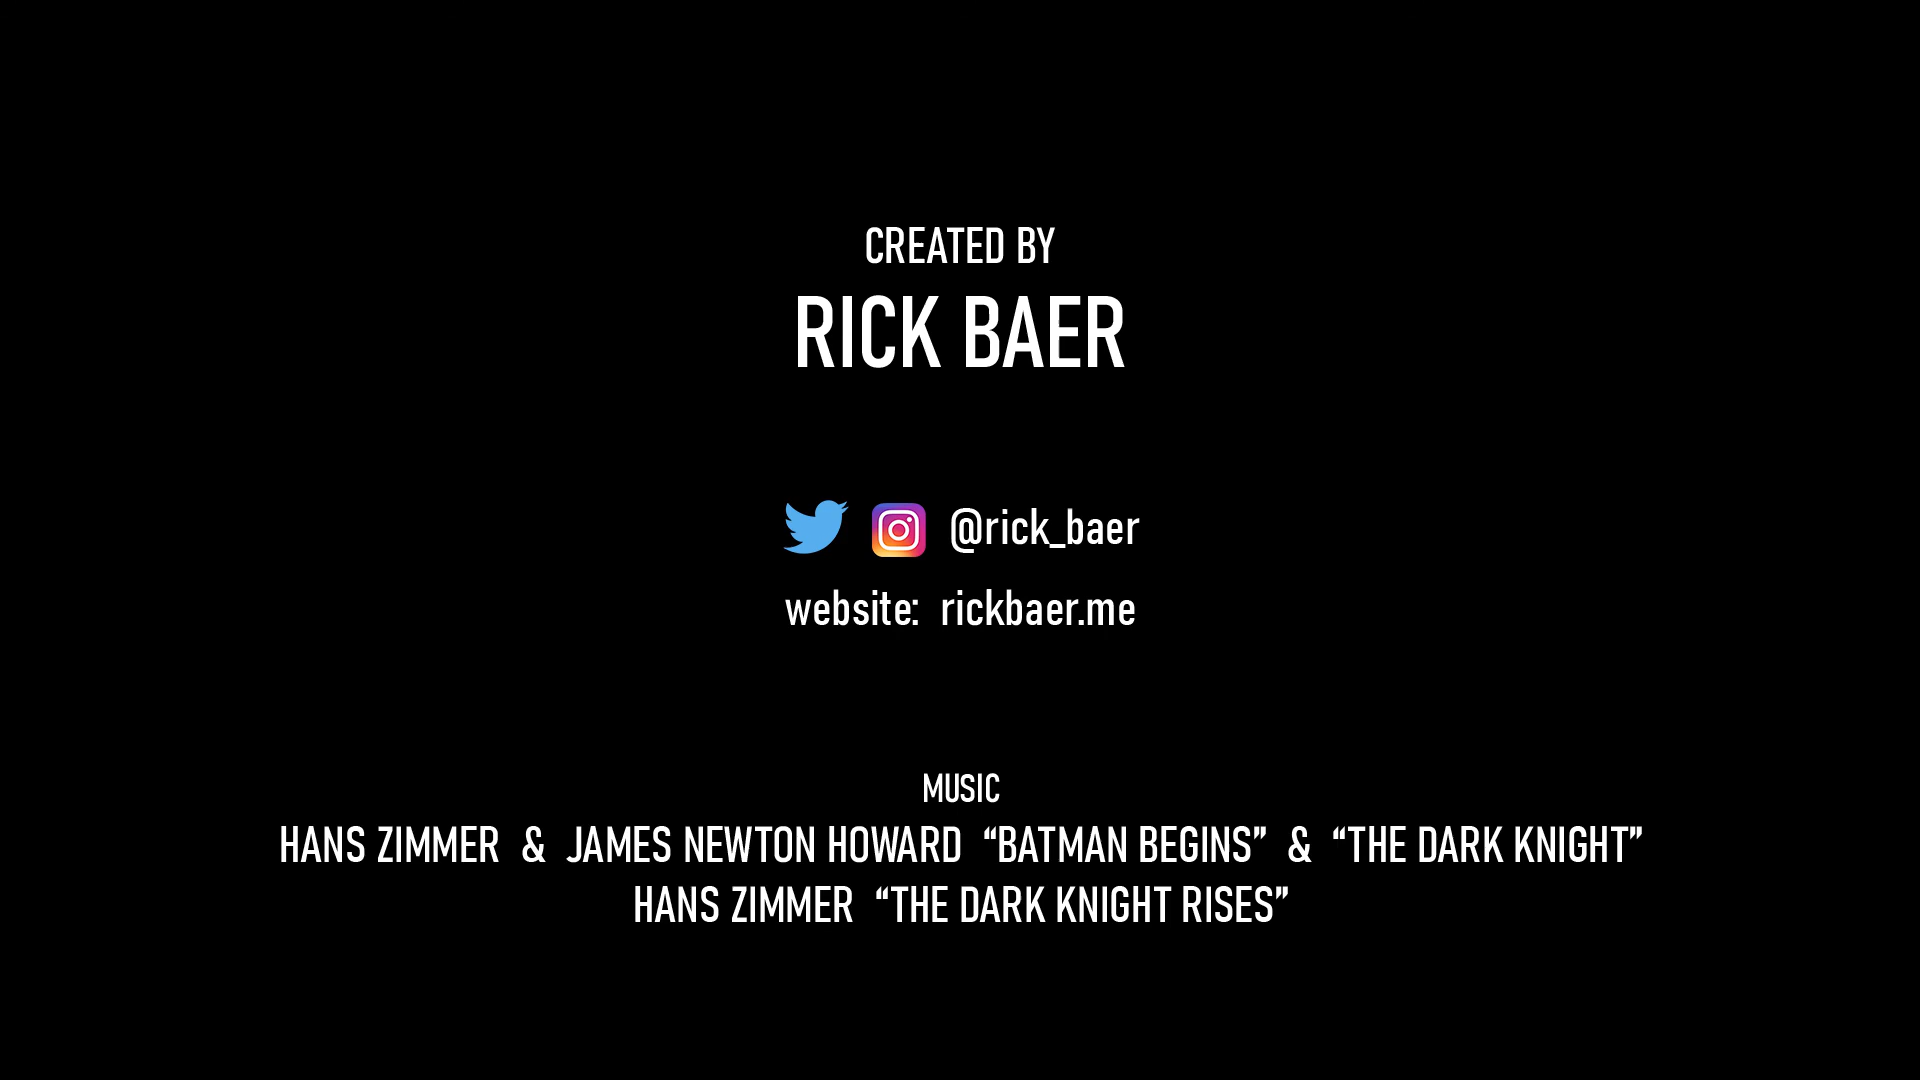 CREATED BY
RICK BAER
@rick_baer
website: rickbaer.me
MUSIC
HANS ZIMMER & JAMES NEWTON HOWARD “BATMAN BEGINS” & “THE DARK KNIGHT”
HANS ZIMMER “THE DARK KNIGHT RISES”